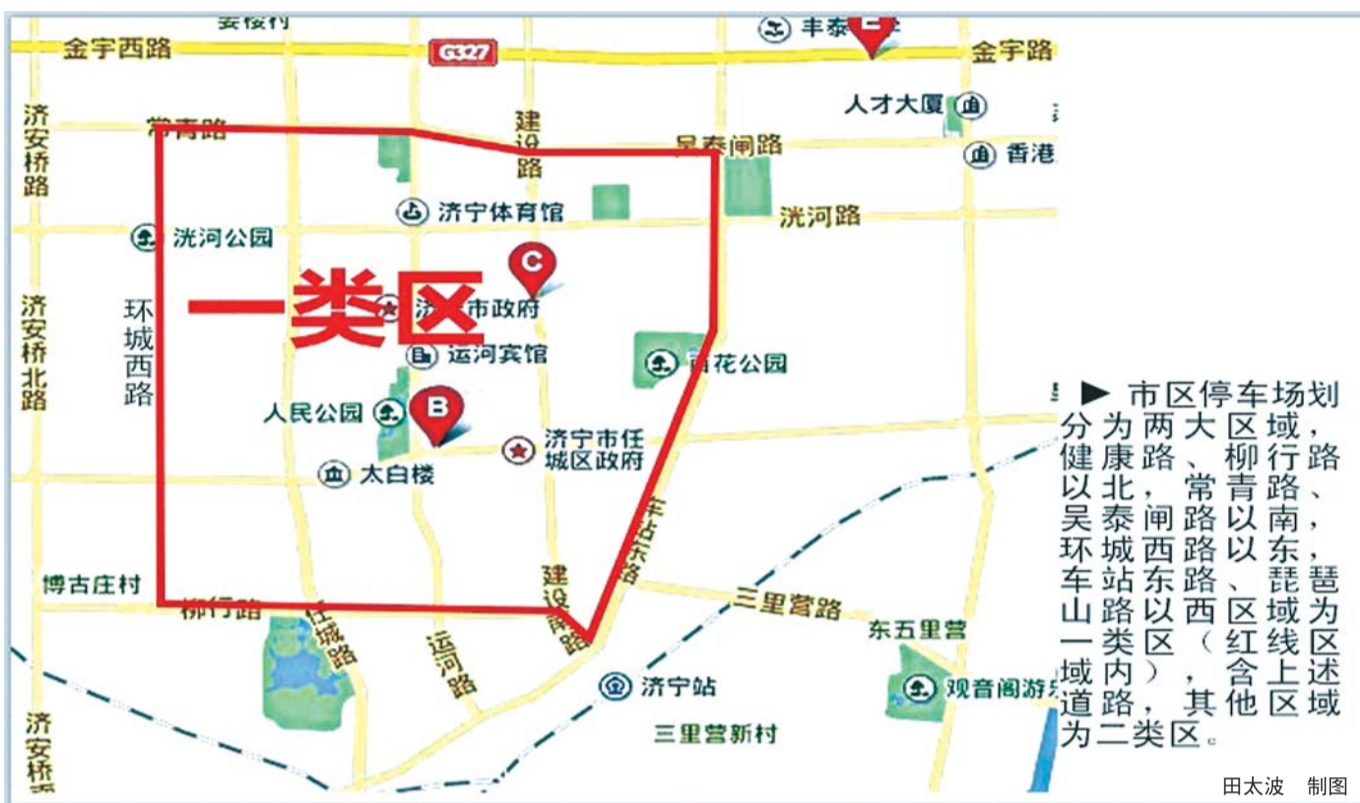 金宇西路
G327
丰泰
E
金宇路
人才大厦
济安桥路
常青路
建设路
吴泰闸路
香港
济宁体育馆
洸河路
洸河公园
C
一类区
济宁市政府
济安桥北路
环城西路
运河宾馆
百花公园
人民公园
B
济宁市任
城区政府
太白楼
车站东路
博古庄村
柳行路
建设南路
任城路
运河路
三里营路
东五里营
济宁站
观音阁游乐
三里营新村
济安桥
▶ 市区停车场划
分为两大区域，
健康路、柳行路
以北，常青路、
吴泰闸路以南，
环城西路以东，
车站东路、琵琶
山路以西区域为
一类区（红线区
域内），含上述
道路，其他区域
为二类区。
田太波 制图